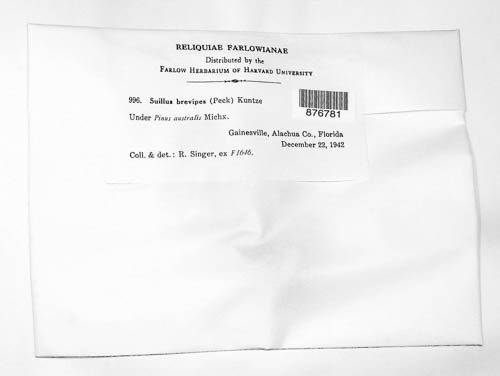 RELIQUIAE FARLOWIANAE
Distributed by the
FARLOW HERBARIUM OF HARVARD UNIVERSITY
996. Suillus brevipes (Peck) Kuntze
876781
Under Pinus australis Michx.
Gainesville, Alachua Co., Florida
December 22, 1942
Coll. & det.: R. Singer, ex F1646.